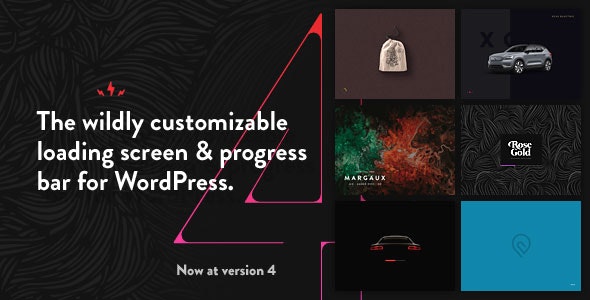 The wildly customizable
loading screen & progress
bar for WordPress.
Now at version 4
MARGAUX
Rose
Gold